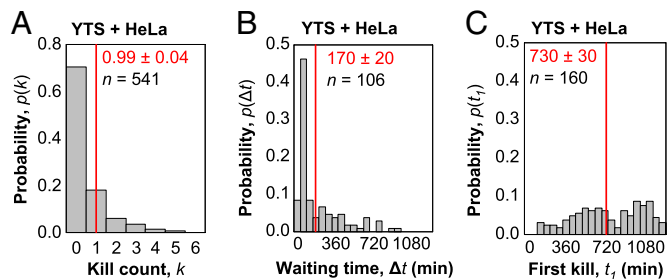 A
YTS + HeLa
0.99 ± 0.04
n = 541
Probability, p(k)
0.8
0.6
0.4
0.2
0.0
0 1 2 3 4 5 6
Kill count, k
B
YTS + HeLa
170 ± 20
n = 106
Probability, p(Δt)
0.5
0.4
0.3
0.2
0.1
0.0
0 360 720 1080
Waiting time, Δt (min)
C
YTS + HeLa
730 ± 30
n = 160
Probability, p(t1)
0.5
0.4
0.3
0.2
0.1
0.0
0 360 720 1080
First kill, t1 (min)